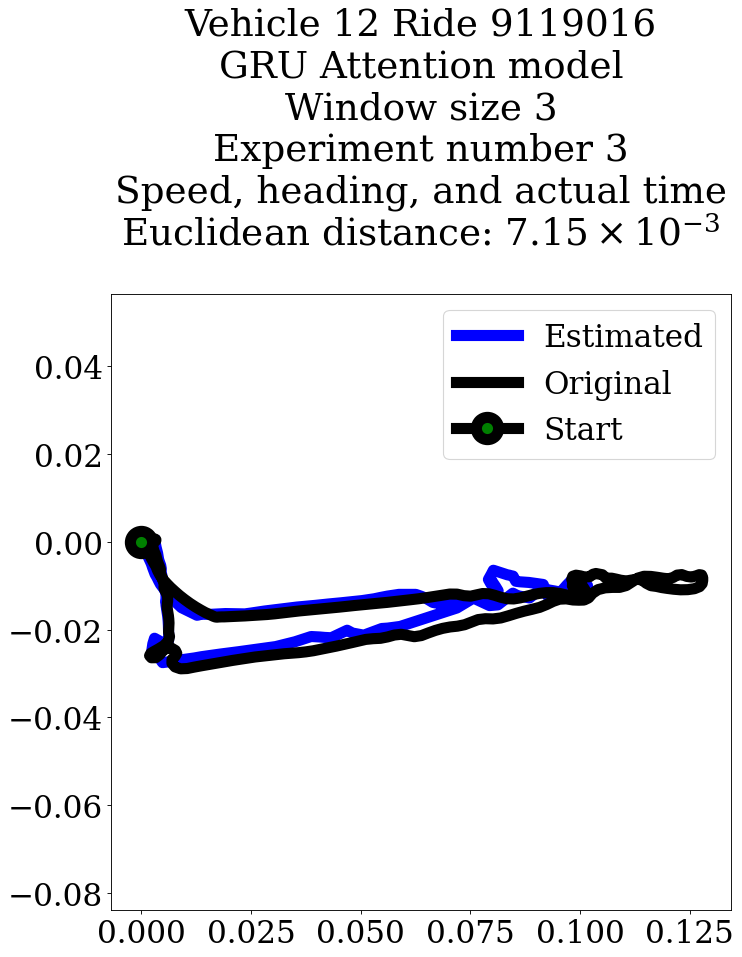 Vehicle 12 Ride 9119016
GRU Attention model
Window size 3
Experiment number 3
Speed, heading, and actual time
Euclidean distance: 7.15 × 10⁻³
Estimated
Original
Start
0.04
0.02
0.00
−0.02
−0.04
−0.06
−0.08
0.000 0.025 0.050 0.075 0.100 0.125